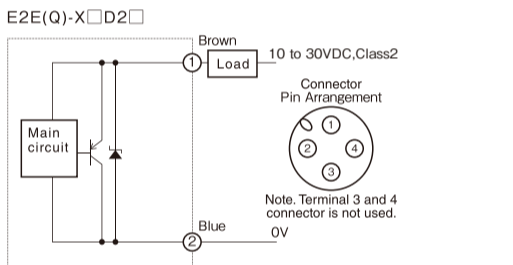 E2E(Q)-X□D2□
Brown
1
Load
10 to 30VDC,Class2
Connector
Pin Arrangement
1
2
4
3
Main
circuit
Note. Terminal 3 and 4
connector is not used.
Blue
2
0V